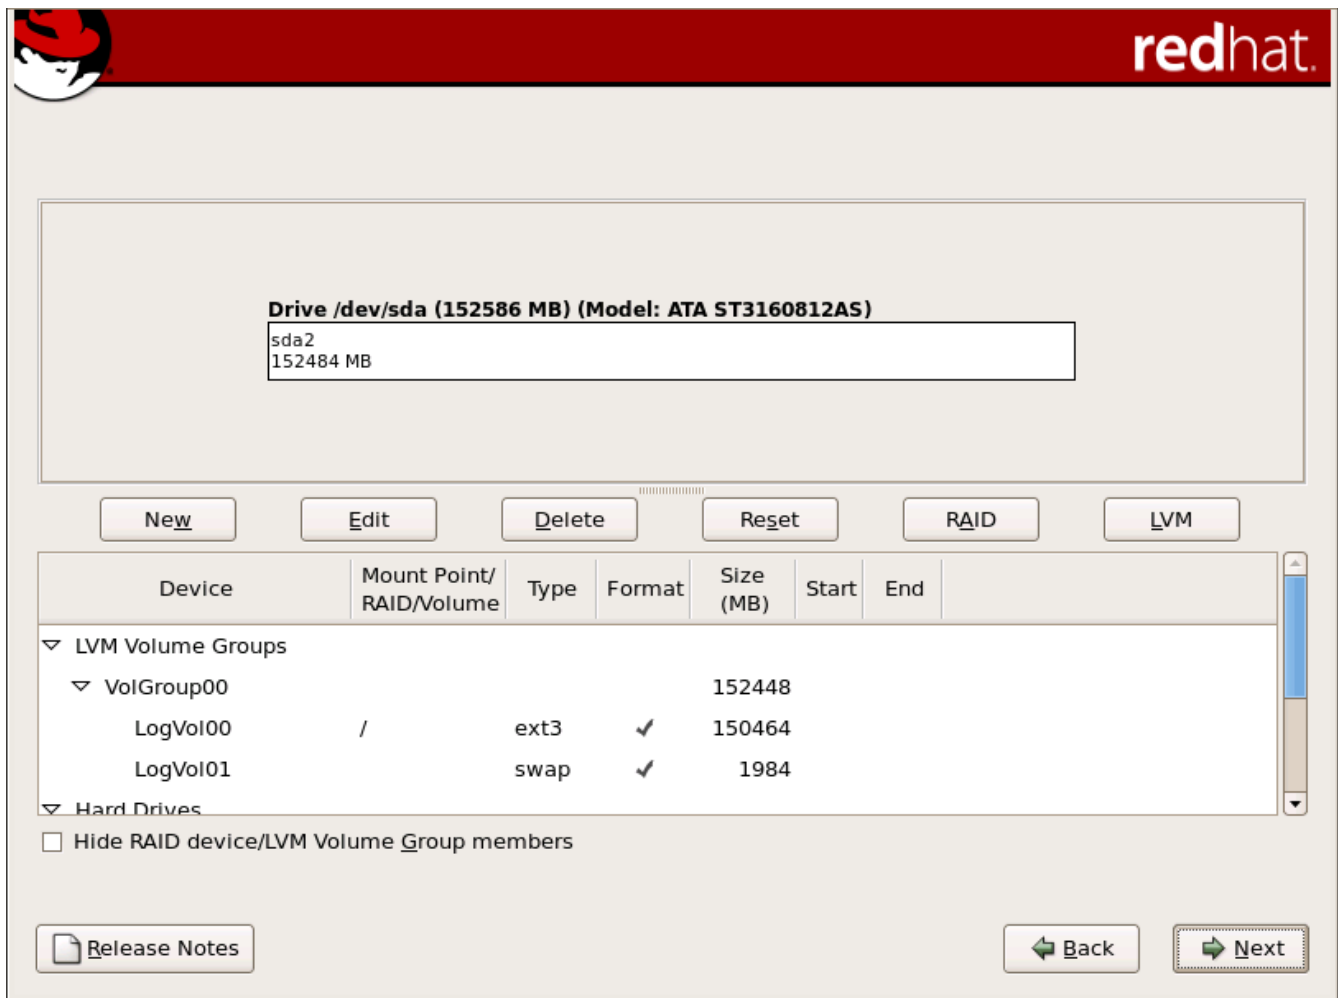 redhat.
Drive /dev/sda (152586 MB) (Model: ATA ST3160812AS)
sda2
152484 MB
New Edit Delete Reset RAID LVM
Device Mount Point/ RAID/Volume Type Format Size (MB) Start End
LVM Volume Groups
VolGroup00 152448
LogVol00 / ext3 150464
LogVol01 swap 1984
Hard Drives
Hide RAID device/LVM Volume Group members
Release Notes Back Next